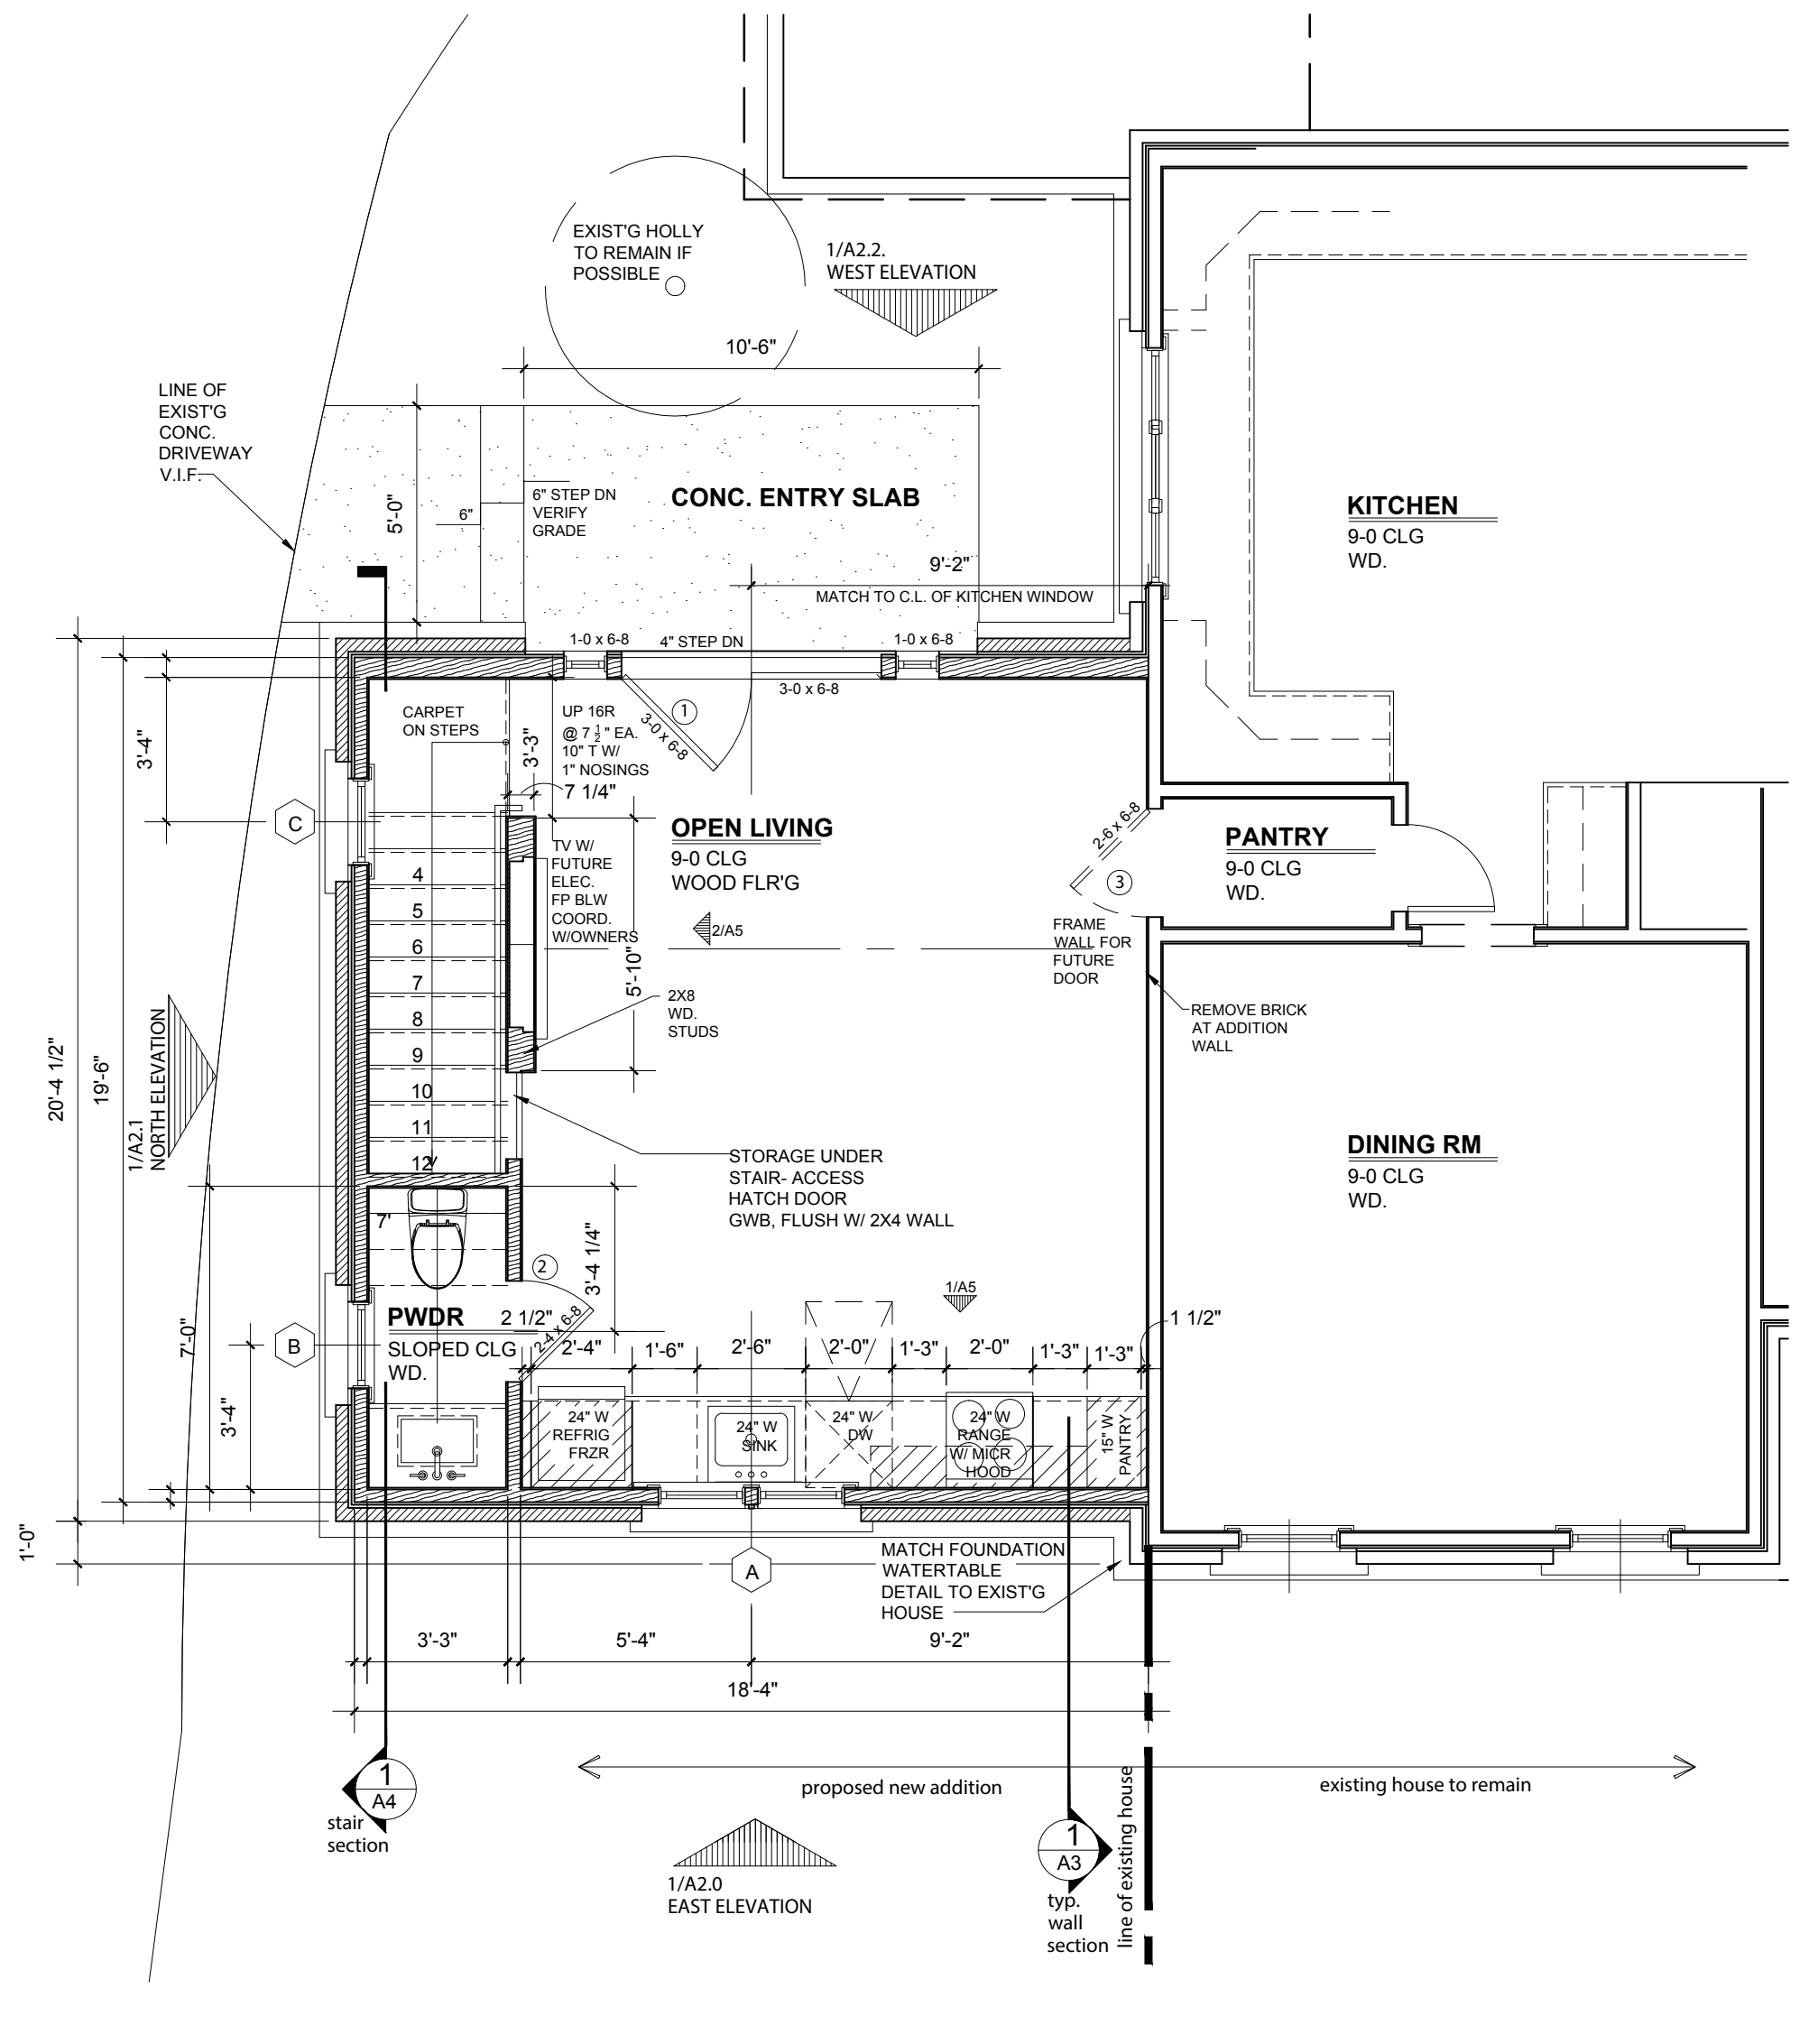 EXIST'G HOLLY
TO REMAIN IF
POSSIBLE
1/A2.2.
WEST ELEVATION
10'-6"
LINE OF
EXIST'G
CONC.
DRIVEWAY
V.I.F.
5'-0"
6"
6" STEP DN
VERIFY
GRADE
CONC. ENTRY SLAB
9'-2"
MATCH TO C.L. OF KITCHEN WINDOW
KITCHEN
9-0 CLG
WD.
1-0 x 6-8
4" STEP DN
1-0 x 6-8
3-0 x 6-8
3-0 x 6-8
1
CARPET
ON STEPS
UP 16R
@ 7 1/2" EA.
10" T W/
1" NOSINGS
3'-3"
7 1/4"
3'-4"
C
OPEN LIVING
9-0 CLG
WOOD FLR'G
TV W/
FUTURE
ELEC.
FP BLW
COORD.
W/OWNERS
5'-10"
2/A5
2X8
WD.
STUDS
4
5
6
7
8
9
10
11
12
2-6 x 6-8
3
FRAME
WALL FOR
FUTURE
DOOR
PANTRY
9-0 CLG
WD.
REMOVE BRICK
AT ADDITION
WALL
DINING RM
9-0 CLG
WD.
20'-4 1/2"
19'-6"
1/A2.1
NORTH ELEVATION
STORAGE UNDER
STAIR- ACCESS
HATCH DOOR
GWB, FLUSH W/ 2X4 WALL
7'
3'-4 1/4"
2
2-4 x 6-8
PWDR
SLOPED CLG
WD.
B
7'-0"
3'-4"
1'-0"
1/A5
2 1/2"
2'-4"
1'-6"
2'-6"
2'-0"
1'-3"
2'-0"
1'-3"
1'-3"
1 1/2"
24" W
REFRIG
FRZR
24" W
SINK
24" W
DW
24" W
RANGE
W/ MICR
HOOD
15" W
PANTRY
A
MATCH FOUNDATION
WATERTABLE
DETAIL TO EXIST'G
HOUSE
3'-3"
5'-4"
9'-2"
18'-4"
1
A4
stair
section
proposed new addition
existing house to remain
line of existing house
1
A3
typ.
wall
section
1/A2.0
EAST ELEVATION